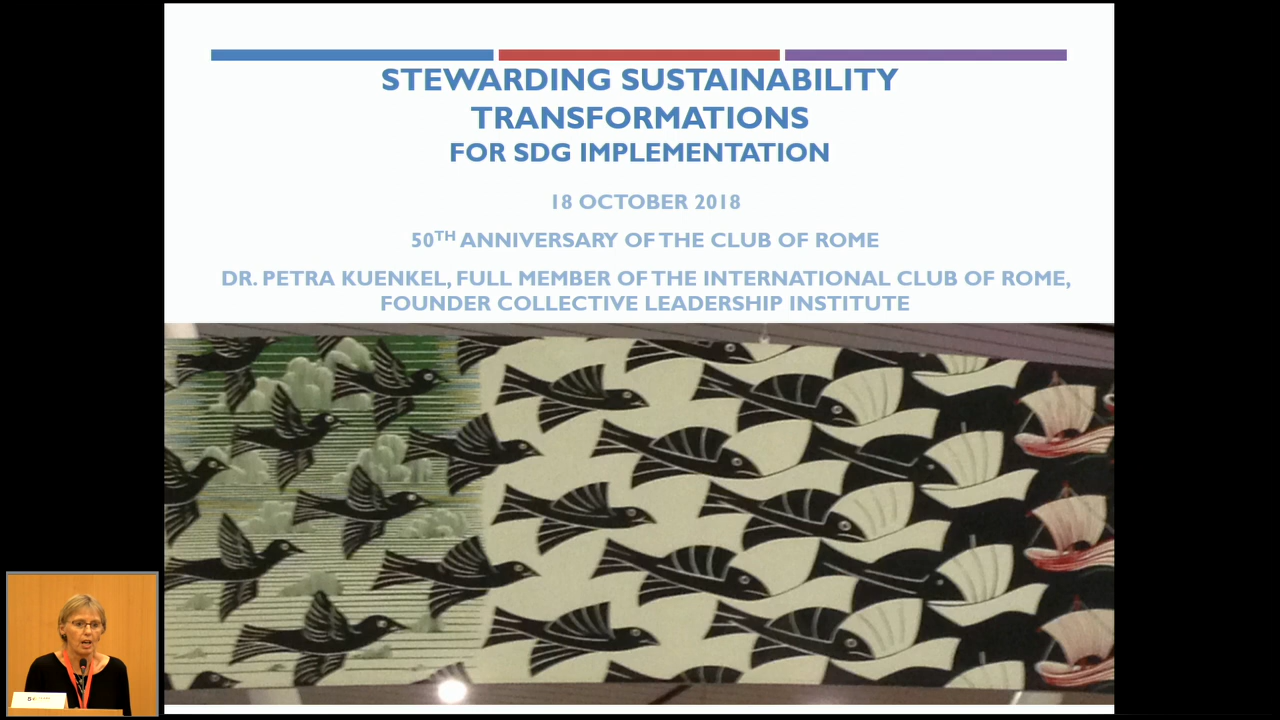 STEWARDING SUSTAINABILITY
TRANSFORMATIONS
FOR SDG IMPLEMENTATION
18 OCTOBER 2018
50TH ANNIVERSARY OF THE CLUB OF ROME
DR. PETRA KUENKEL, FULL MEMBER OF THE INTERNATIONAL CLUB OF ROME,
FOUNDER COLLECTIVE LEADERSHIP INSTITUTE